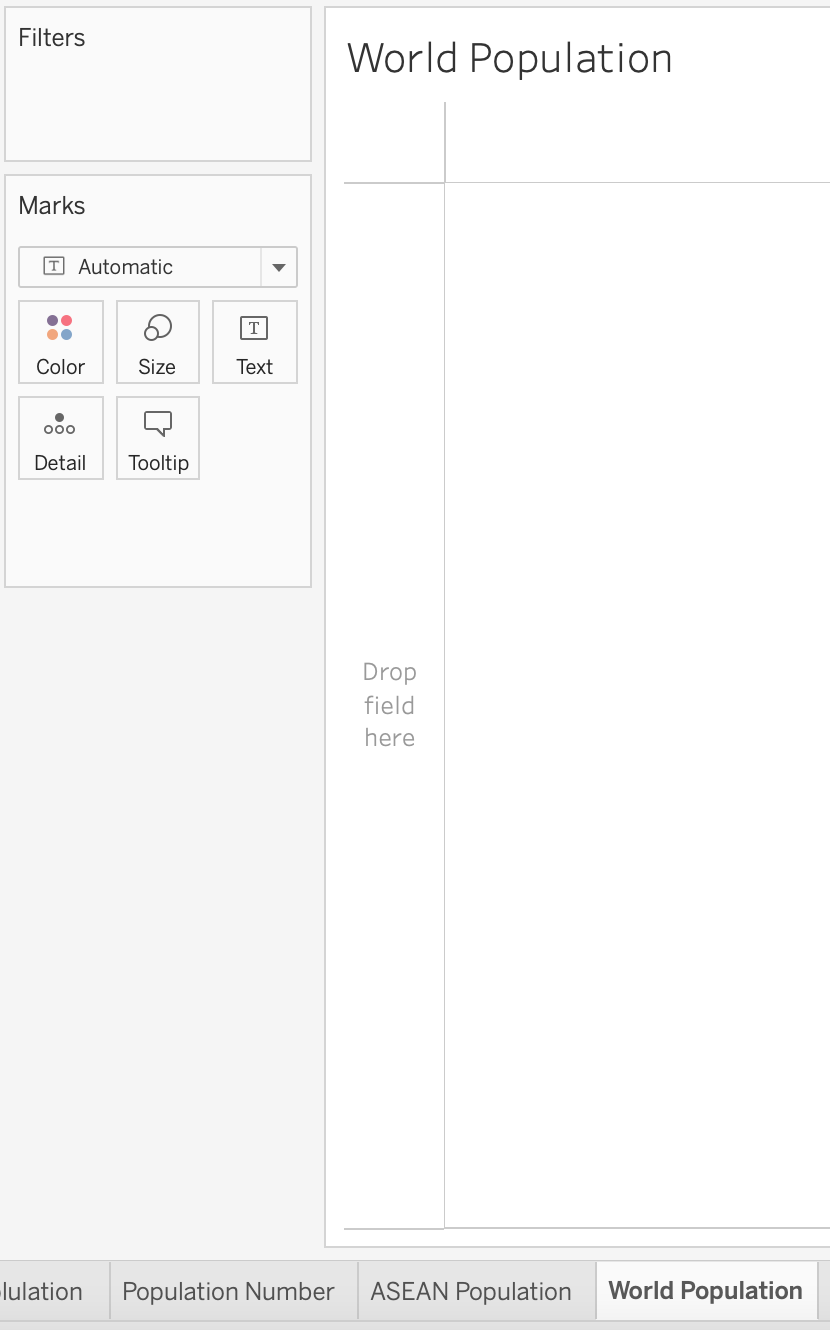 Filters
World Population
Marks
Automatic
Color
Size
Text
Detail
Tooltip
Drop
field
here
Population Number
ASEAN Population
World Population